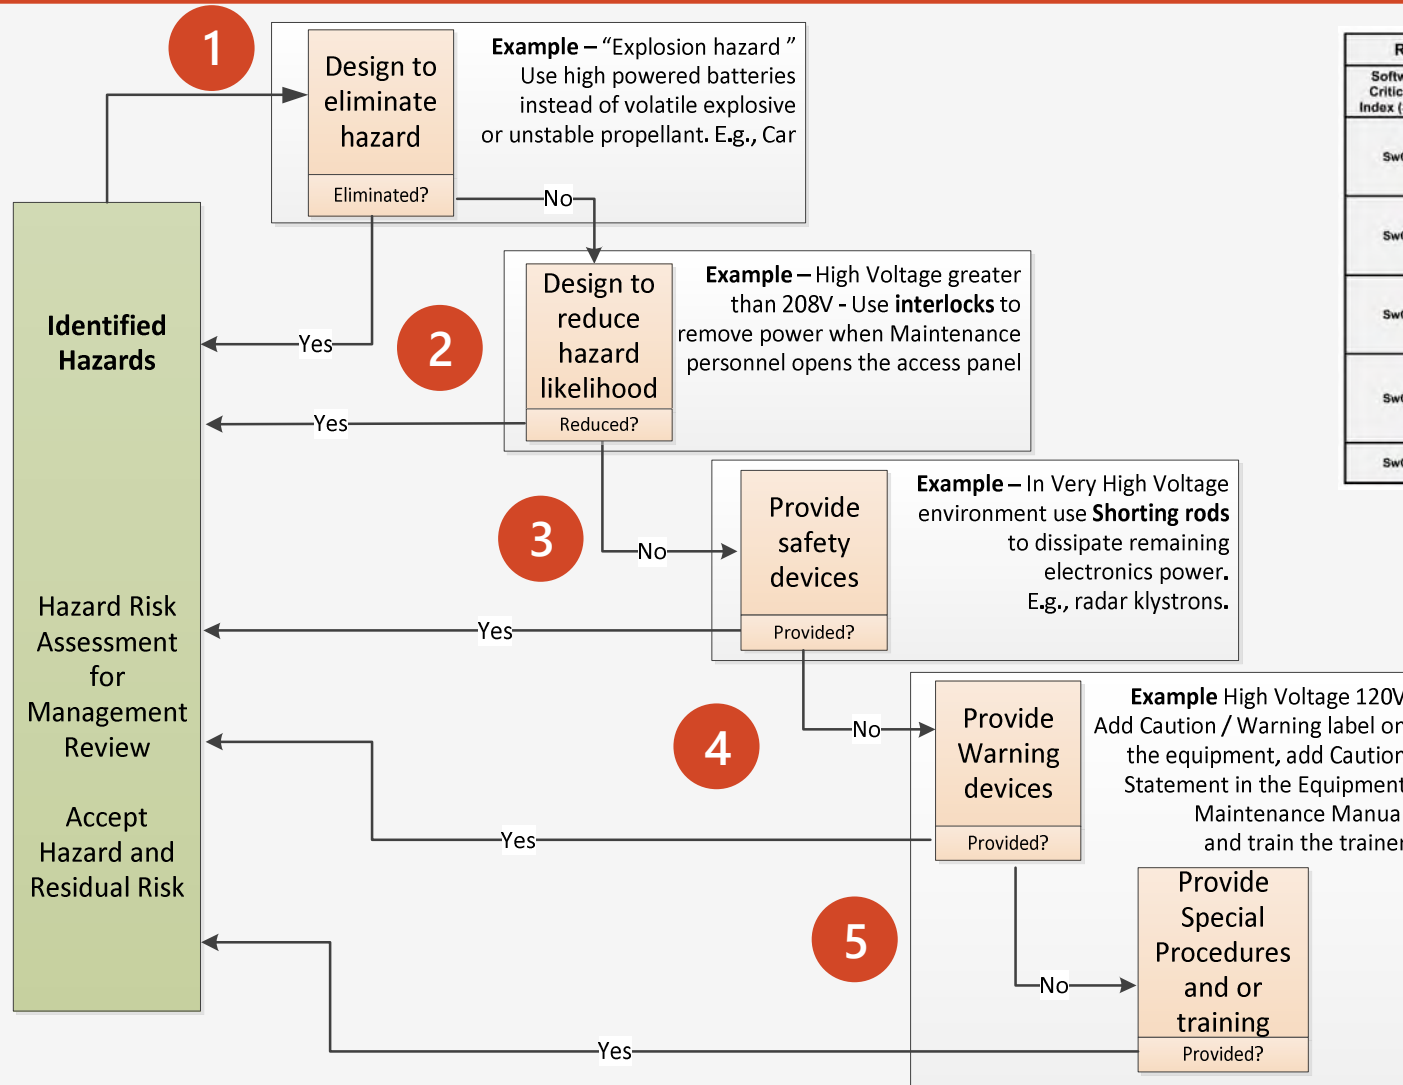 1
Design to
eliminate
hazard
Eliminated?
Example – “Explosion hazard ”
Use high powered batteries
instead of volatile explosive
or unstable propellant. E.g., Car
No
Yes
Identified
Hazards
Hazard Risk
Assessment
for
Management
Review
Accept
Hazard and
Residual Risk
2
Design to
reduce
hazard
likelihood
Reduced?
Example – High Voltage greater
than 208V - Use interlocks to
remove power when Maintenance
personnel opens the access panel
Yes
No
3
Provide
safety
devices
Provided?
Example – In Very High Voltage
environment use Shorting rods
to dissipate remaining
electronics power.
E.g., radar klystrons.
Yes
No
4
Provide
Warning
devices
Provided?
Example High Voltage 120V
Add Caution / Warning label on
the equipment, add Caution
Statement in the Equipment
Maintenance
and train the trainer
Yes
No
5
Provide
Special
Procedures
and or
training
Provided?
Yes
Index